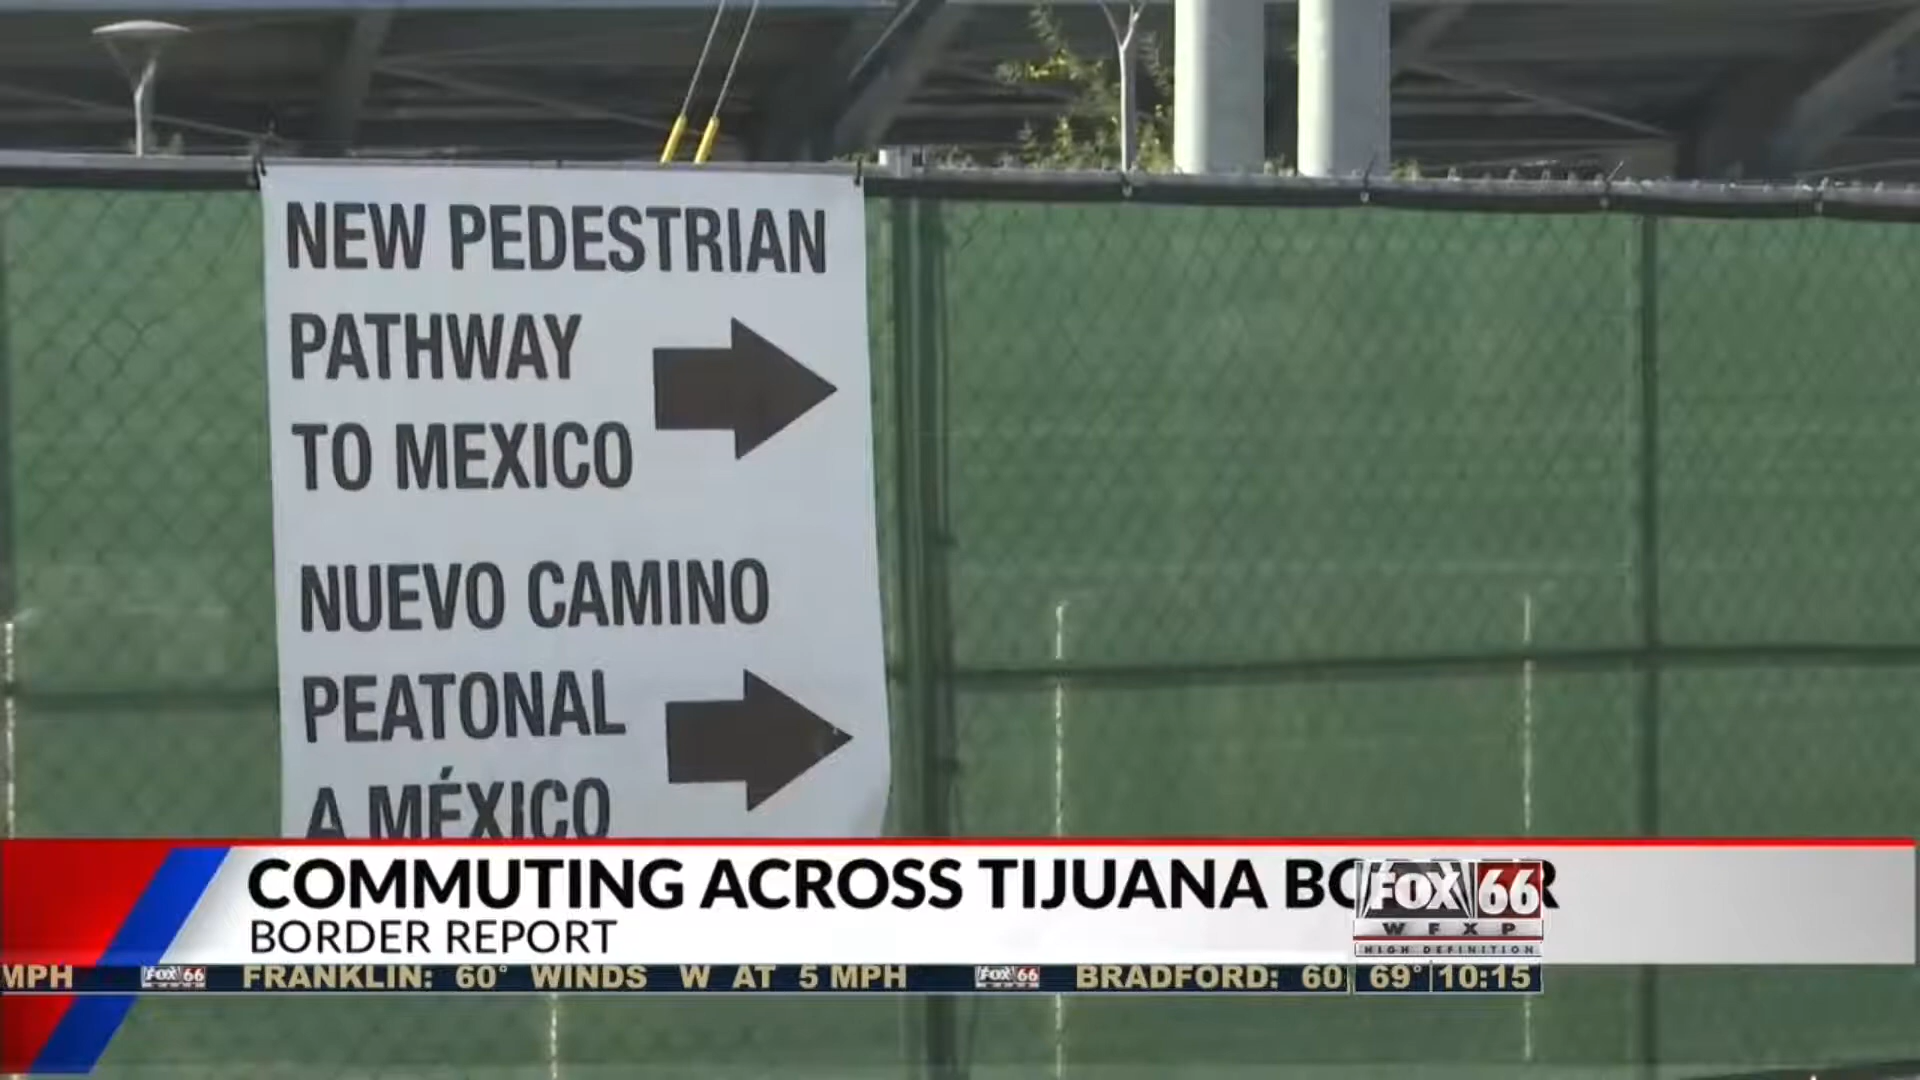 NEW PEDESTRIAN
PATHWAY
TO MEXICO
NUEVO CAMINO
PEATONAL
A MÉXICO
COMMUTING ACROSS TIJUANA
BORDER REPORT
FOX 66
WFXP
HIGH DEFINITION
MPH FOX 66 FRANKLIN: 60° WINDS W AT 5 MPH FOX 66 BRADFORD: 60 69° 10:15